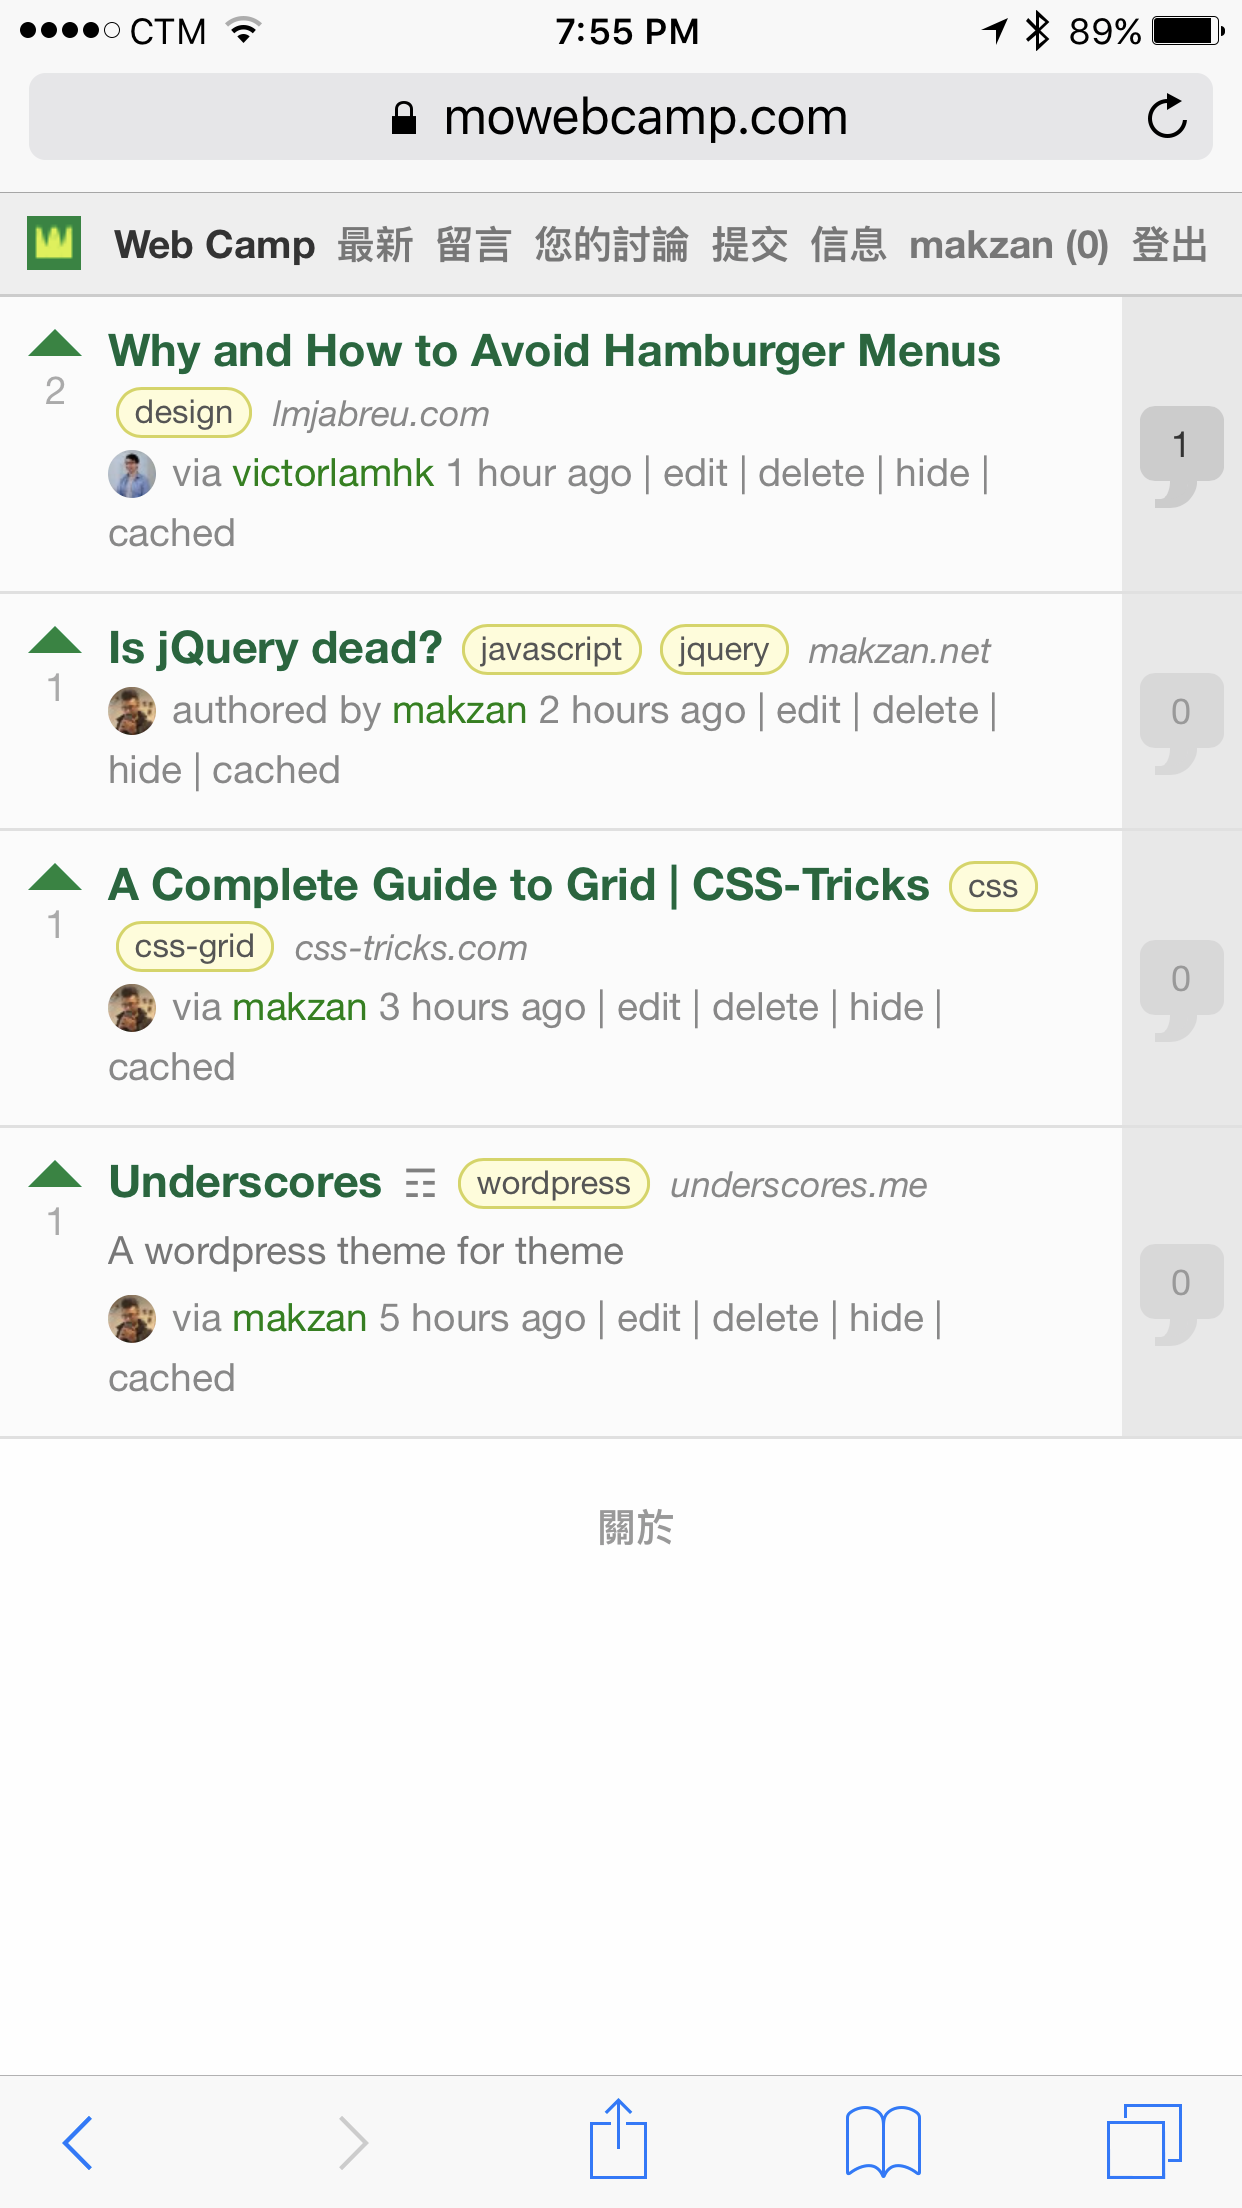 CTM 7:55 PM 89%
mowebcamp.com
Web Camp 最新 留言 您的討論 提交 信息 makzan (0) 登出
Why and How to Avoid Hamburger Menus
2
design lmjabreu.com
1
via victorlamhk 1 hour ago | edit | delete | hide |
cached
Is jQuery dead? javascript jquery makzan.net
1
authored by makzan 2 hours ago | edit | delete |
0
hide | cached
A Complete Guide to Grid | CSS-Tricks css
1
css-grid css-tricks.com
0
via makzan 3 hours ago | edit | delete | hide |
cached
Underscores wordpress underscores.me
1
A wordpress theme for theme
0
via makzan 5 hours ago | edit | delete | hide |
cached
關於